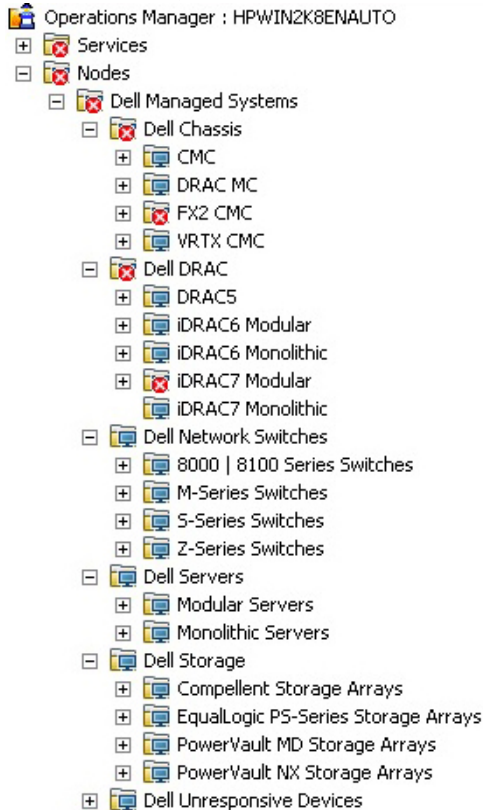 Operations Manager : HPWIN2K8ENAUTO
Services
Nodes
Dell Managed Systems
Dell Chassis
CMC
DRAC MC
FX2 CMC
VRTX CMC
Dell DRAC
DRAC5
iDRAC6 Modular
iDRAC6 Monolithic
iDRAC7 Modular
iDRAC7 Monolithic
Dell Network Switches
8000 | 8100 Series Switches
M-Series Switches
S-Series Switches
Z-Series Switches
Dell Servers
Modular Servers
Monolithic Servers
Dell Storage
Compellent Storage Arrays
EqualLogic PS-Series Storage Arrays
PowerVault MD Storage Arrays
PowerVault NX Storage Arrays
Dell Unresponsive Devices